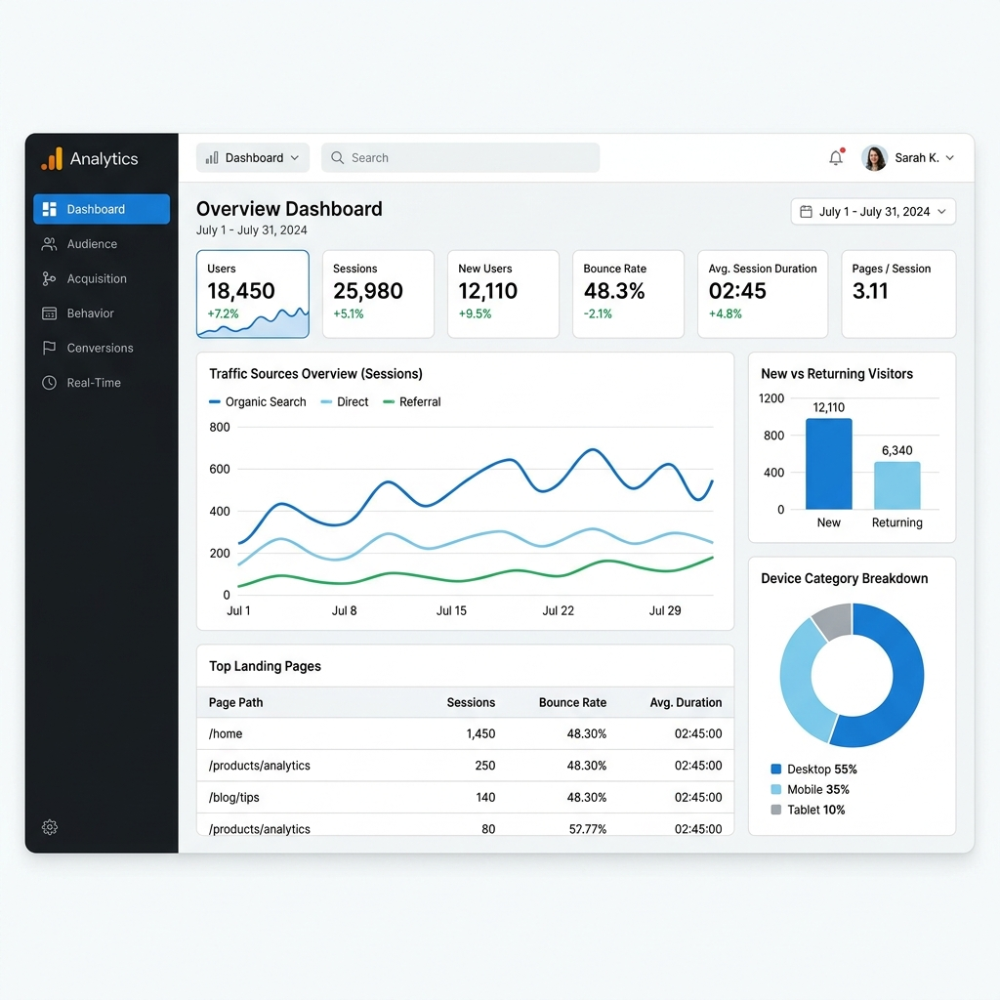 Analytics
Dashboard
Audience
Acquisition
Behavior
Conversions
Real-Time
Dashboard
Search
Sarah K.
Overview Dashboard
July 1 - July 31, 2024
July 1 - July 31, 2024
Users
18,450
+7.2%
Sessions
25,980
+5.1%
New Users
12,110
+9.5%
Bounce Rate
48.3%
-2.1%
Avg. Session Duration
02:45
+4.8%
Pages / Session
3.11
Traffic Sources Overview (Sessions)
Organic Search Direct Referral
800
600
400
200
0
Jul 1 Jul 8 Jul 15 Jul 22 Jul 29
New vs Returning Visitors
1200
800
400
0
12,110
6,340
New Returning
Top Landing Pages
Page Path Sessions Bounce Rate Avg. Duration
/home 1,450 48.30% 02:45:00
/products/analytics 250 48.30% 02:45:00
/blog/tips 140 48.30% 02:45:00
/products/analytics 80 57.77% 02:45:00
Device Category Breakdown
Desktop 55%
Mobile 35%
Tablet 10%